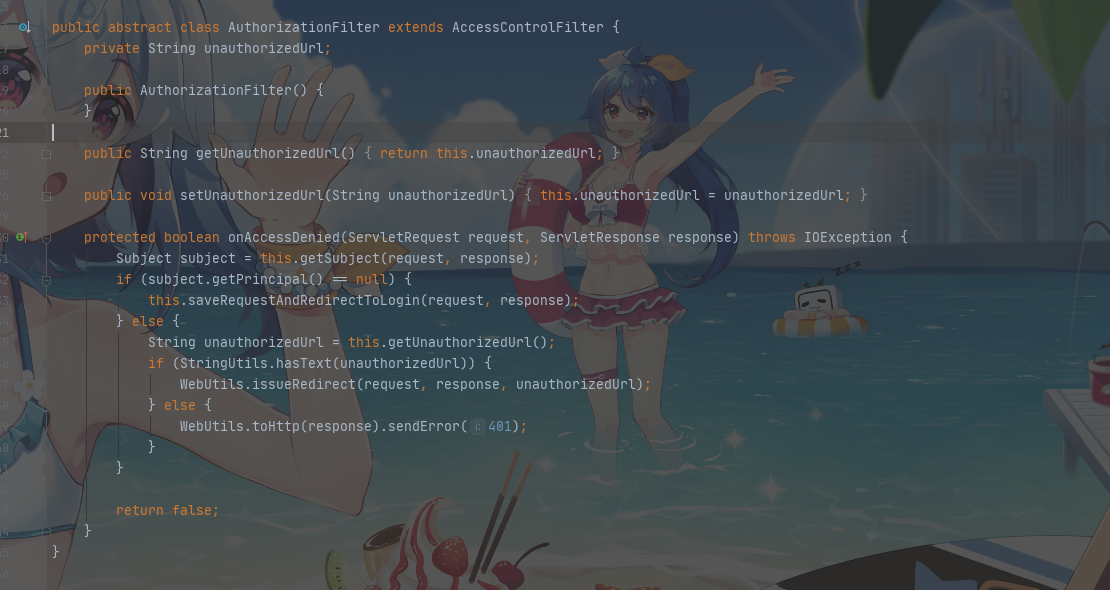 public abstract class AuthorizationFilter extends AccessControlFilter {
private String unauthorizedUrl;
18
public AuthorizationFilter() {
}
21
public String getUnauthorizedUrl() { return this.unauthorizedUrl; }
public void setUnauthorizedUrl(String unauthorizedUrl) { this.unauthorizedUrl = unauthorizedUrl; }
protected boolean onAccessDenied(ServletRequest request, ServletResponse response) throws IOException {
Subject subject = this.getSubject(request, response);
if (subject.getPrincipal() == null) {
this.saveRequestAndRedirectToLogin(request, response);
} else {
String unauthorizedUrl = this.getUnauthorizedUrl();
if (StringUtils.hasText(unauthorizedUrl)) {
WebUtils.issueRedirect(request, response, unauthorizedUrl);
} else {
WebUtils.toHttp(response).sendError( i: 401);
}
}
return false;
}
}
zzz